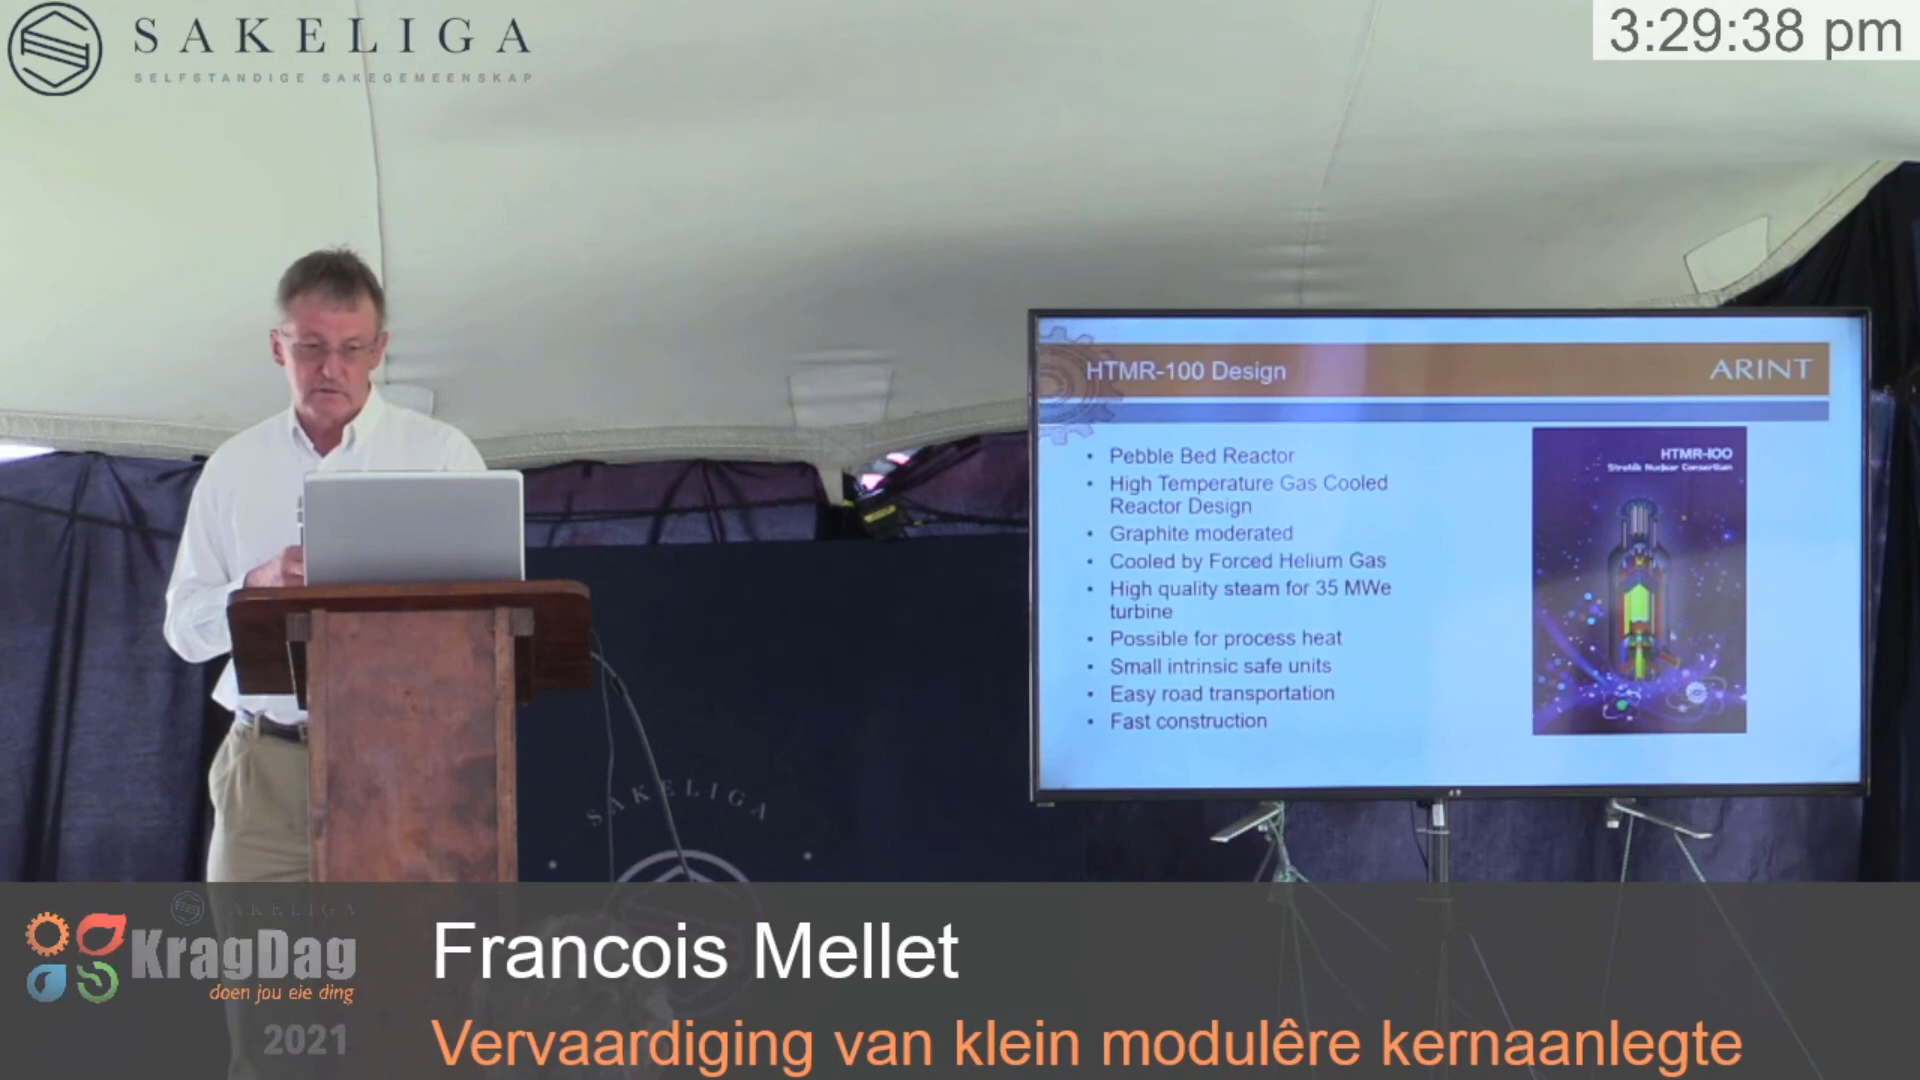 SAKELIGA
SELFSTANDIGE SAKEGEMEENSKAP
3:29:38 pm
HTMR-100 Design
ARINT
• Pebble Bed Reactor
• High Temperature Gas Cooled
Reactor Design
• Graphite moderated
• Cooled by Forced Helium Gas
• High quality steam for 35 MWe
turbine
• Possible for process heat
• Small intrinsic safe units
• Easy road transportation
• Fast construction
HTMR-100
Nuclear Consortium
SAKELIGA
SAKELIGA
KragDag
doen jou eie ding
2021
Francois Mellet
Vervaardiging van klein modulêre kernaanlegte